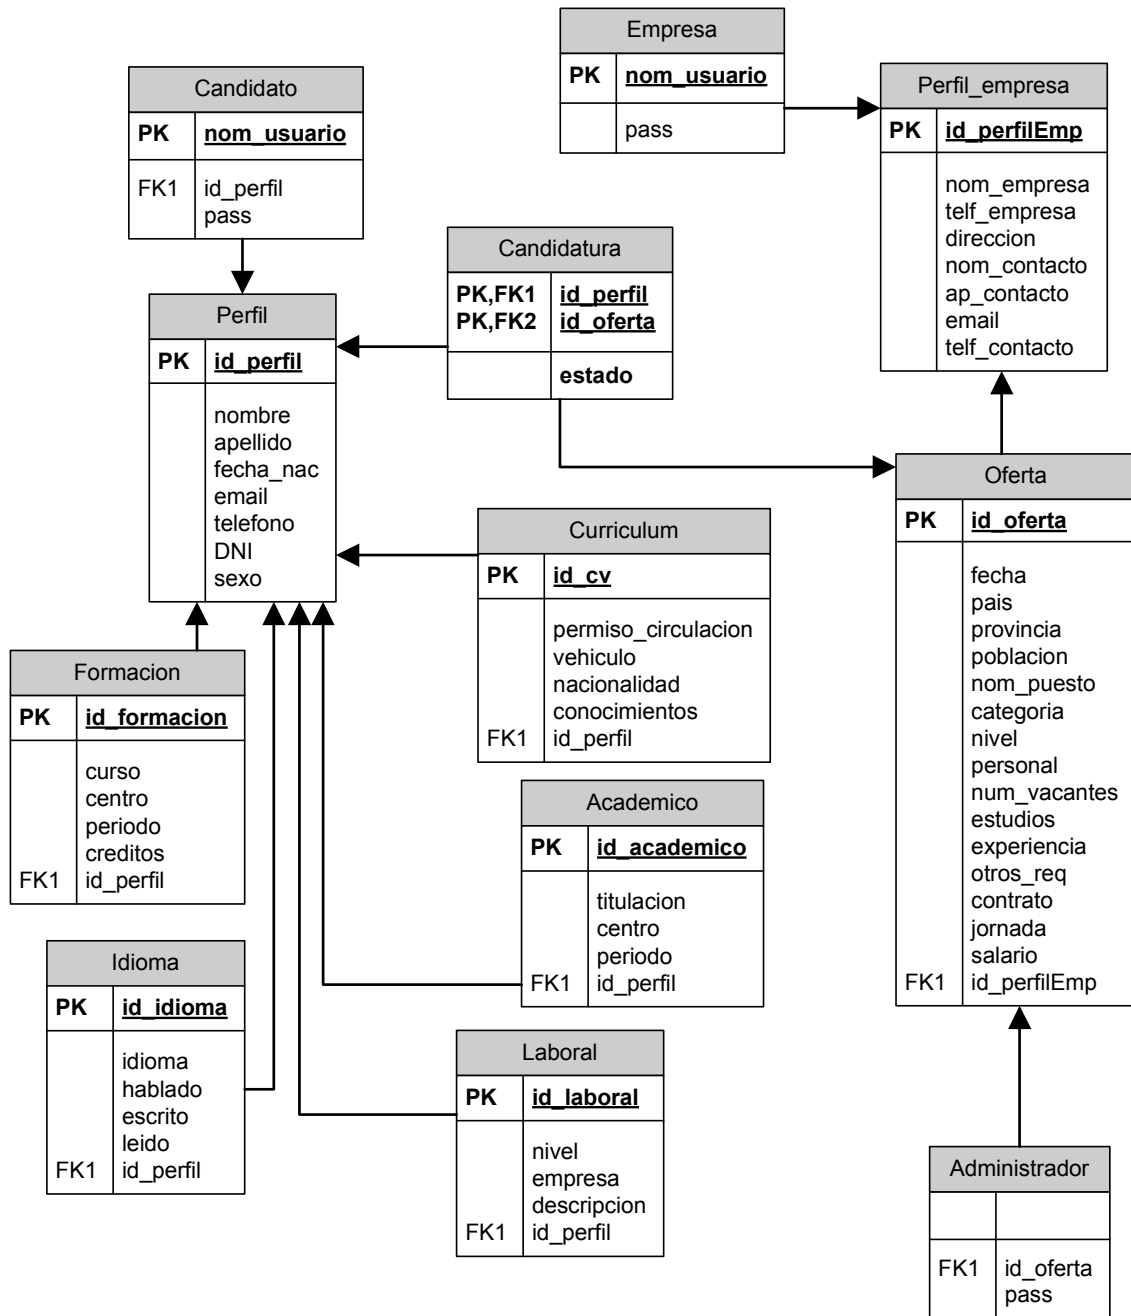 Empresa
PK nom_usuario
pass
Candidato
PK nom_usuario
FK1 id_perfil
pass
Perfil_empresa
PK id_perfilEmp
nom_empresa
telf_empresa
direccion
nom_contacto
ap_contacto
email
telf_contacto
Candidatura
PK,FK1 id_perfil
PK,FK2 id_oferta
estado
Perfil
PK id_perfil
nombre
apellido
fecha_nac
email
telefono
DNI
sexo
Oferta
PK id_oferta
fecha
pais
provincia
poblacion
nom_puesto
categoria
nivel
personal
num_vacantes
estudios
experiencia
otros_req
contrato
jornada
salario
FK1 id_perfilEmp
Curriculum
PK id_cv
permiso_circulacion
vehiculo
nacionalidad
conocimientos
FK1 id_perfil
Formacion
PK id_formacion
curso
centro
periodo
creditos
FK1 id_perfil
Academico
PK id_academico
titulacion
centro
periodo
FK1 id_perfil
Idioma
PK id_idioma
idioma
hablado
escrito
leido
FK1 id_perfil
Laboral
PK id_laboral
nivel
empresa
descripcion
FK1 id_perfil
Administrador
FK1 id_oferta
pass